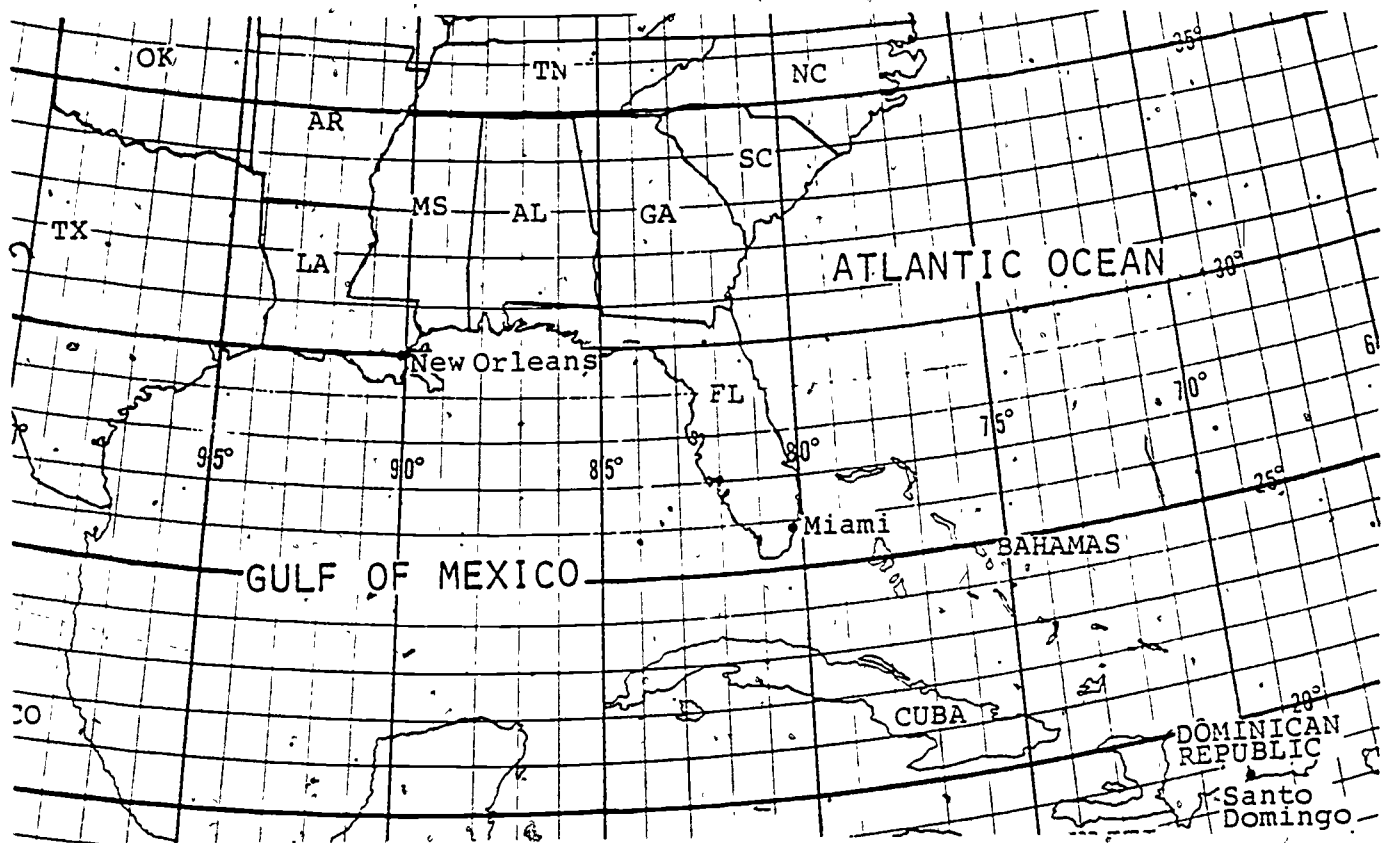 OK
TN
NC
35°
AR
SC
MS
AL
GA
TX
LA
ATLANTIC OCEAN
30°
New Orleans
FL
70°
75°
95°
90°
85°
80°
25°
Miami
BAHAMAS
GULF OF MEXICO
20°
CO
CUBA
DOMINICAN
REPUBLIC
Santo
Domingo